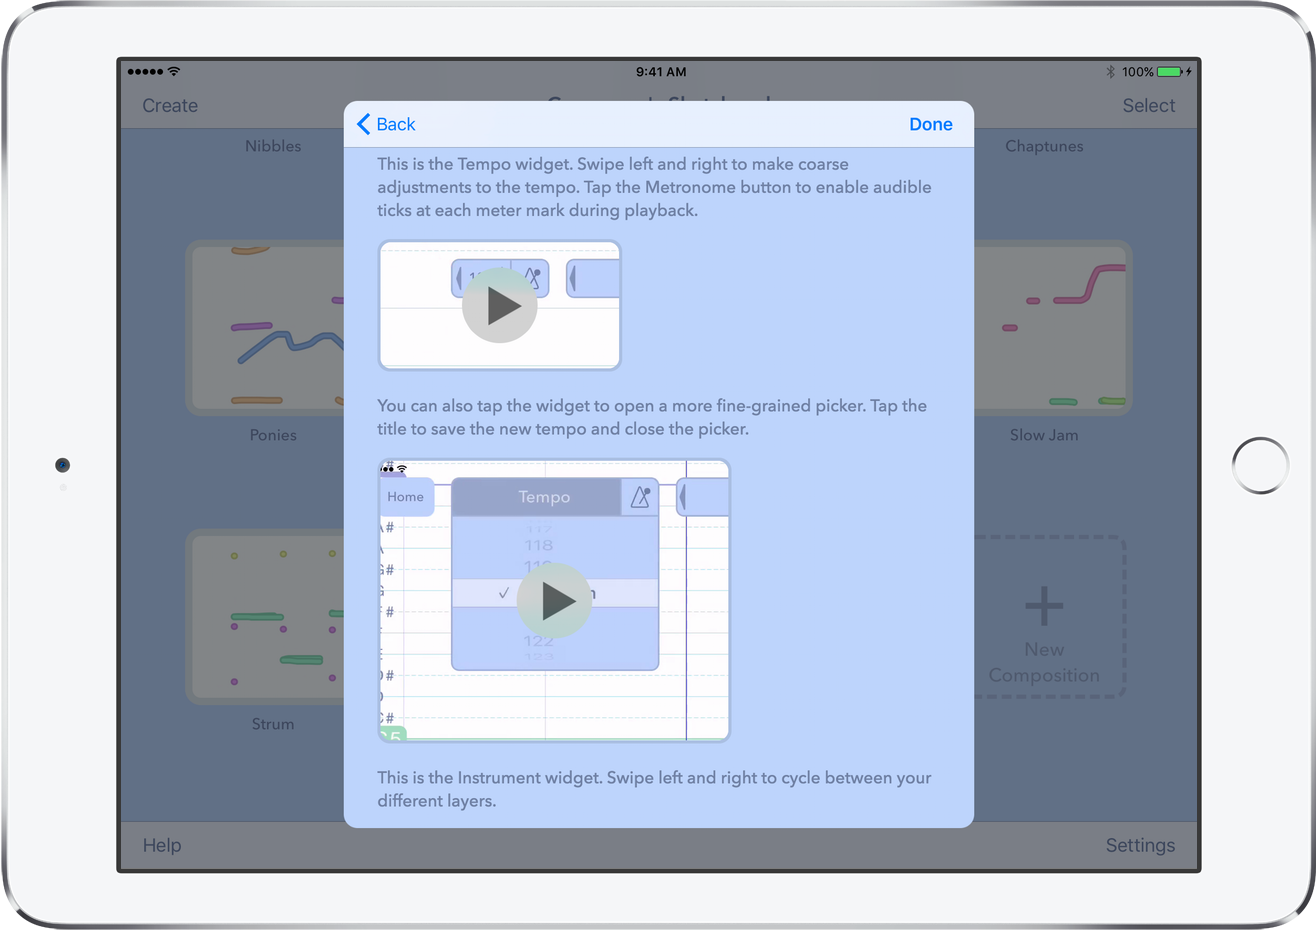 9:41 AM
100%
Create
Select
Back
Done
Nibbles
Chaptunes
This is the Tempo widget. Swipe left and right to make coarse
adjustments to the tempo. Tap the Metronome button to enable audible
ticks at each meter mark during playback.
You can also tap the widget to open a more fine-grained picker. Tap the
title to save the new tempo and close the picker.
Ponies
Slow Jam
Home
Tempo
A#
117
118
119
G#
G
F#
122
123
D#
D
C#
C5
New
Composition
Strum
This is the Instrument widget. Swipe left and right to cycle between your
different layers.
Help
Settings